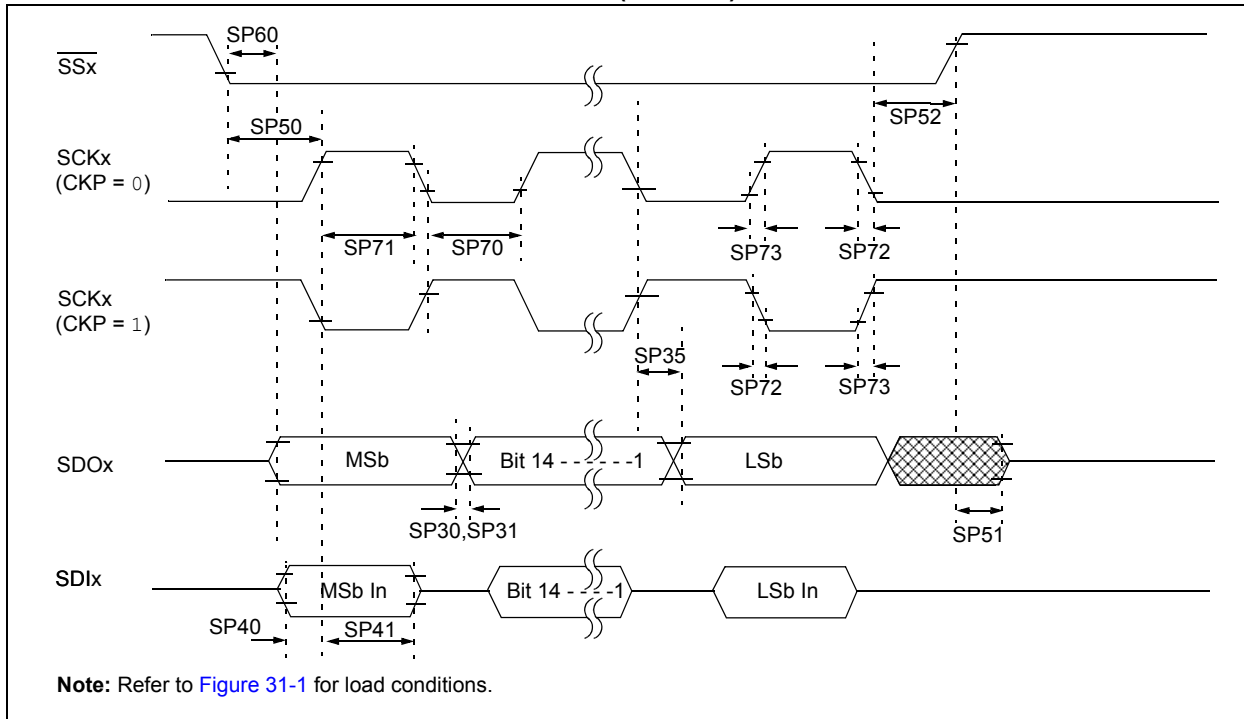 SP60
SSx
SP50
SP52
SCKx
(CKP = 0)
SP71
SP70
SP73
SP72
SCKx
(CKP = 1)
SP35
SP72
SP73
SDOx
MSb
Bit 14 - - - - - -1
LSb
SP30,SP31
SP51
SDIx
MSb In
Bit 14 - - - -1
LSb In
SP40
SP41
Note: Refer to Figure 31-1 for load conditions.